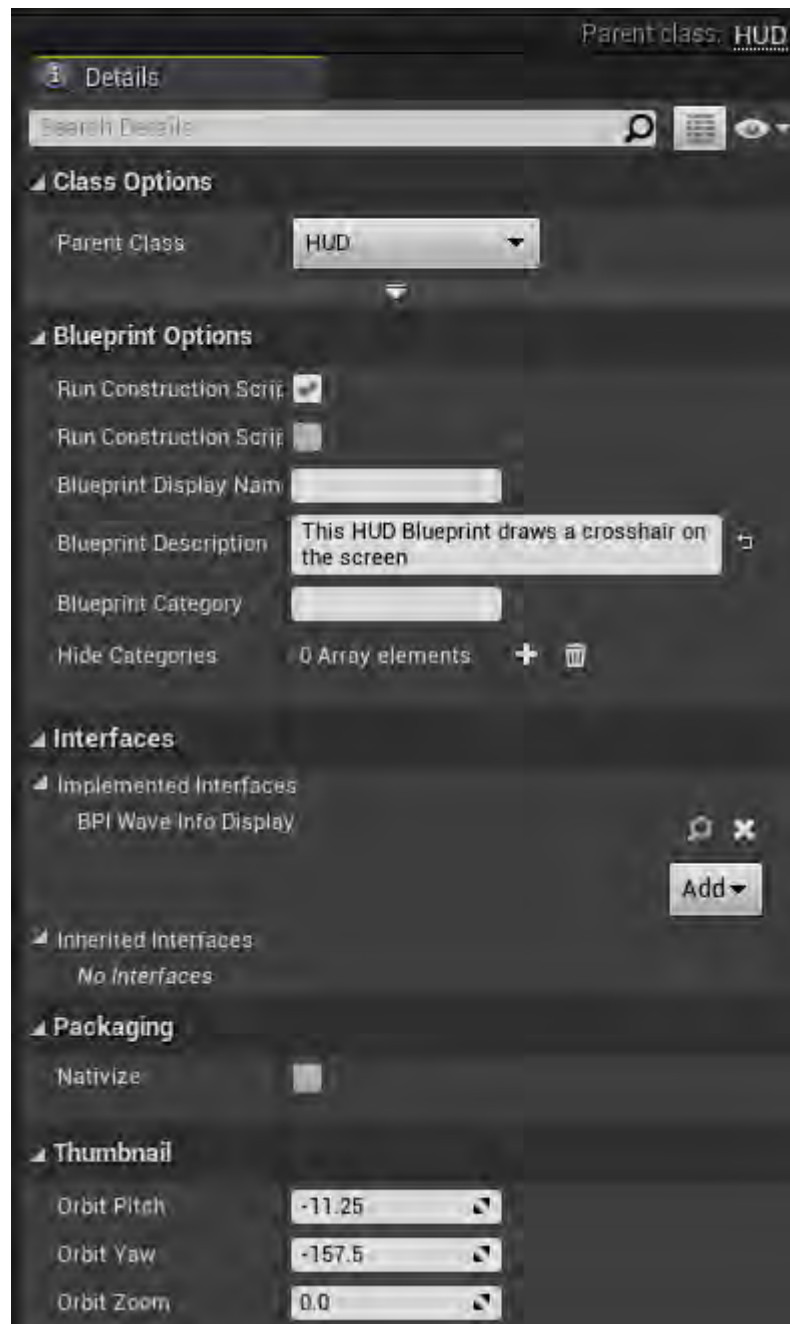 Parent class: HUD
Details
Search Details
Class Options
Parent Class HUD
Blueprint Options
Run Construction Scrip
Run Construction Scrip
Blueprint Display Nam
Blueprint Description This HUD Blueprint draws a crosshair on
the screen
Blueprint Category
Hide Categories 0 Array elements
Interfaces
Implemented Interfaces
BPI Wave Info Display
Add
Inherited Interfaces
No Interfaces
Packaging
Nativize
Thumbnail
Orbit Pitch -11.25
Orbit Yaw -157.5
Orbit Zoom 0.0